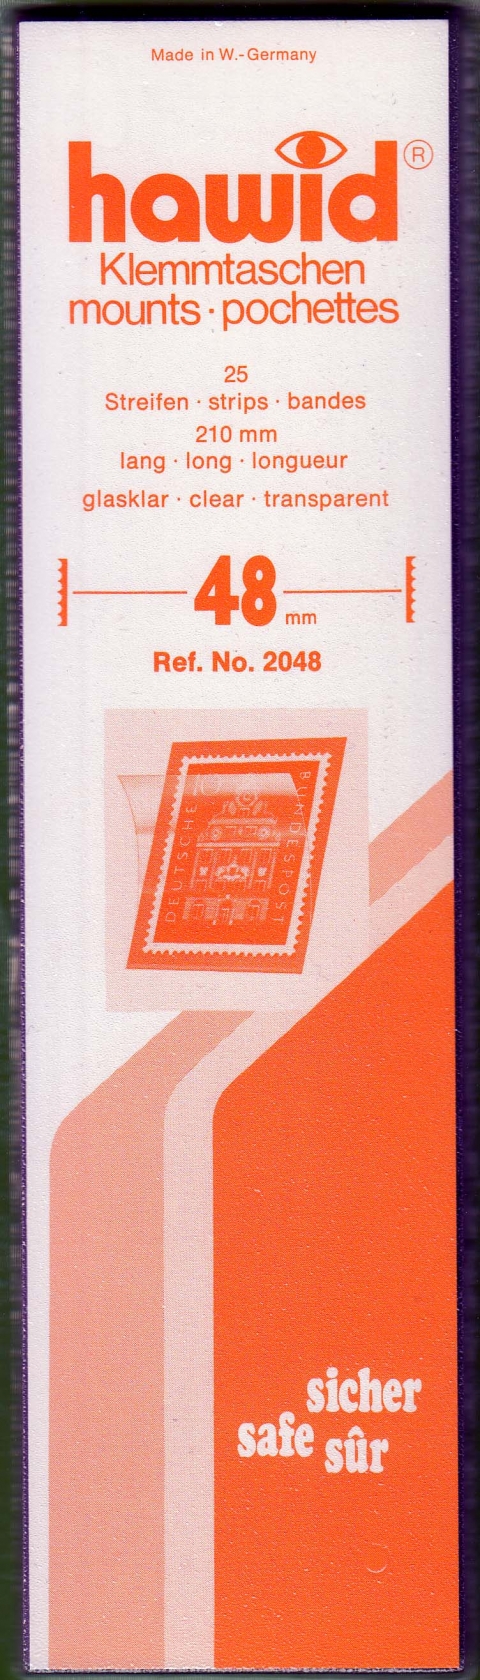 Made in W.-Germany
hawid ®
Klemmtaschen
mounts · pochettes
25
Streifen · strips · bandes
210 mm
lang · long · longueur
glasklar · clear · transparent
48 mm
Ref. No. 2048
DEUTSCHE
BUNDESPOST
sicher
safe sûr